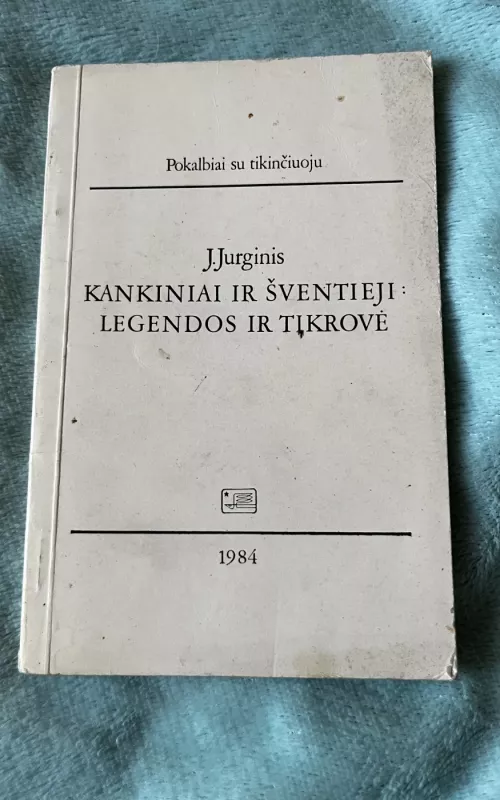 Pokalbiai su tikinčiuoju
J.Jurginis
KANKINIAI IR ŠVENTIEJI:
LEGENDOS IR TIKROVĖ
1984